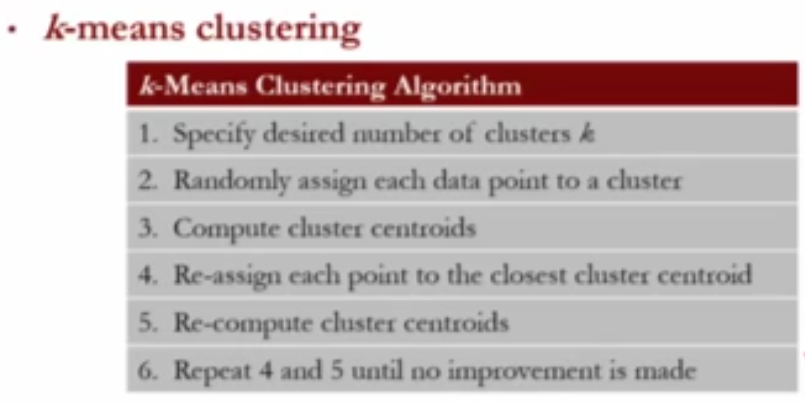 • k-means clustering
k-Means Clustering Algorithm
1. Specify desired number of clusters k
2. Randomly assign each data point to a cluster
3. Compute cluster centroids
4. Re-assign each point to the closest cluster centroid
5. Re-compute cluster centroids
6. Repeat 4 and 5 until no improvement is made